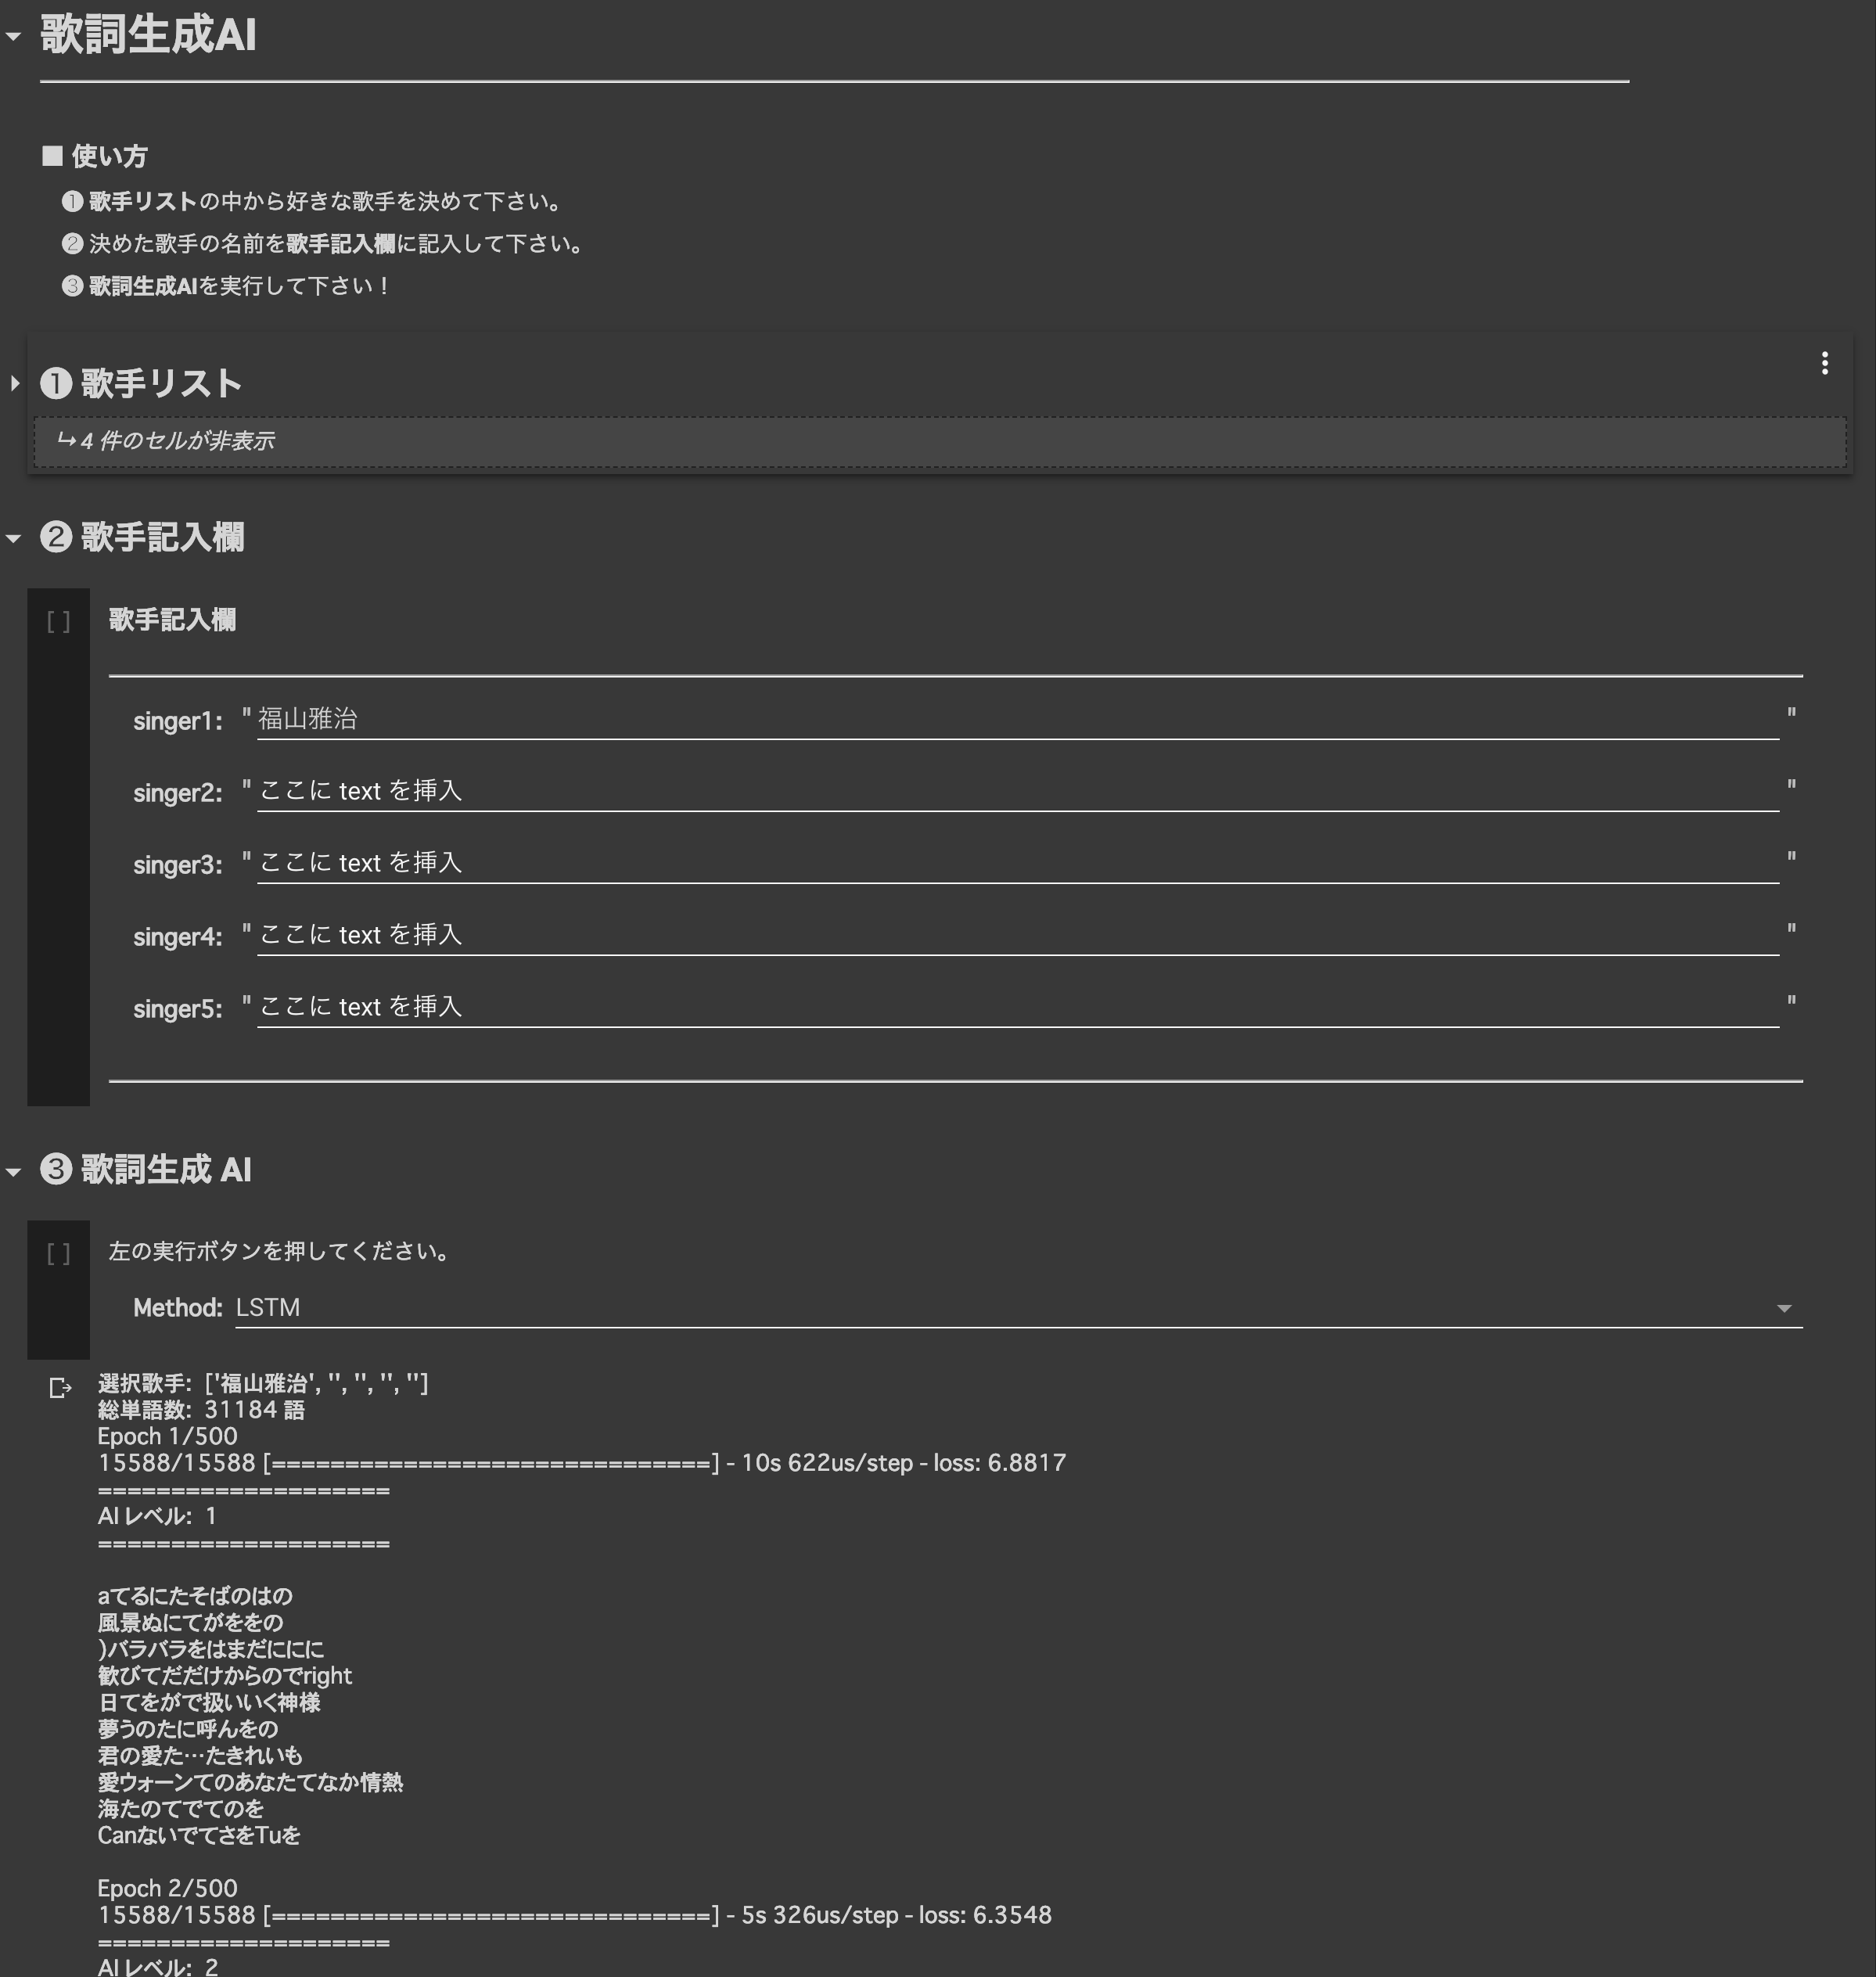 歌詞生成AI
■ 使い方
❶ 歌手リストの中から好きな歌手を決めて下さい。
❷ 決めた歌手の名前を歌手記入欄に記入して下さい。
❸ 歌詞生成AIを実行して下さい！
❶ 歌手リスト
↳ 4 件のセルが非表示
❷ 歌手記入欄
[ ] 歌手記入欄
singer1: " 福山雅治 "
singer2: " ここに text を挿入 "
singer3: " ここに text を挿入 "
singer4: " ここに text を挿入 "
singer5: " ここに text を挿入 "
❸ 歌詞生成 AI
[ ] 左の実行ボタンを押してください。
Method: LSTM
選択歌手: ['福山雅治', '', '', '', '']
総単語数: 31184 語
Epoch 1/500
15588/15588 [==============================] - 10s 622us/step - loss: 6.8817
====================
AIレベル: 1
====================
aてるにたそばのはの
風景ぬにてがををの
)バラバラをはまだににに
歓びてだだけからのでright
日てをがで扱いいく神様
夢うのたに呼んをの
君の愛た…たきれいも
愛ウォーンてのあなたてなか情熱
海たのてでてのを
CanないでてさをTuを
Epoch 2/500
15588/15588 [==============================] - 5s 326us/step - loss: 6.3548
====================
AIレベル: 2